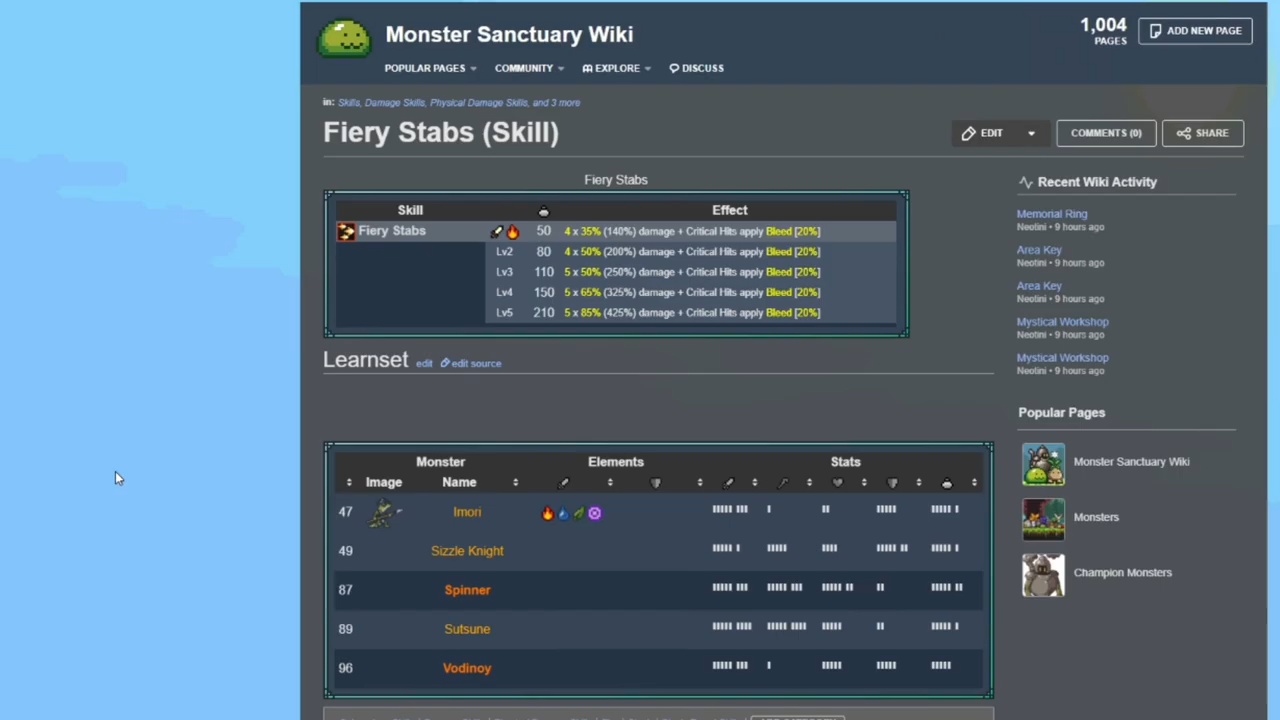 Monster Sanctuary Wiki
1,004
PAGES
ADD NEW PAGE
POPULAR PAGES
COMMUNITY
EXPLORE
DISCUSS
in: Skills, Damage Skills, Physical Damage Skills, and 3 more
Fiery Stabs (Skill)
EDIT
COMMENTS (0)
SHARE
Fiery Stabs
Skill Effect
Fiery Stabs 50 4 x 35% (140%) damage + Critical Hits apply Bleed [20%]
Lv2 80 4 x 50% (200%) damage + Critical Hits apply Bleed [20%]
Lv3 110 5 x 50% (250%) damage + Critical Hits apply Bleed [20%]
Lv4 150 5 x 65% (325%) damage + Critical Hits apply Bleed [20%]
Lv5 210 5 x 85% (425%) damage + Critical Hits apply Bleed [20%]
Learnset edit edit source
Monster Elements Stats
Image Name
47 Imori
49 Sizzle Knight
87 Spinner
89 Sutsune
96 Vodinoy
Recent Wiki Activity
Memorial Ring
Neotini • 9 hours ago
Area Key
Neotini • 9 hours ago
Area Key
Neotini • 9 hours ago
Mystical Workshop
Neotini • 9 hours ago
Mystical Workshop
Neotini • 9 hours ago
Popular Pages
Monster Sanctuary Wiki
Monsters
Champion Monsters